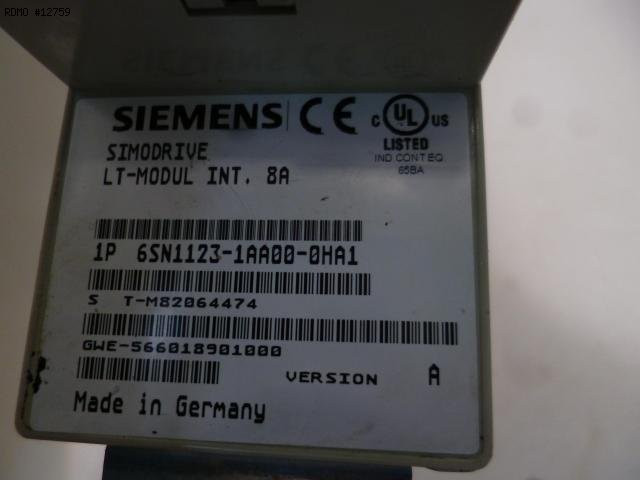 RDMO #12759
SIEMENS CE C UL US
LISTED
SIMODRIVE
IND CONT.EQ
LT-MODUL INT. 8A
65BA
1P 6SN1123-1AA00-0HA1
S T-M82064474
GWE-566018901000
VERSION A
Made in Germany